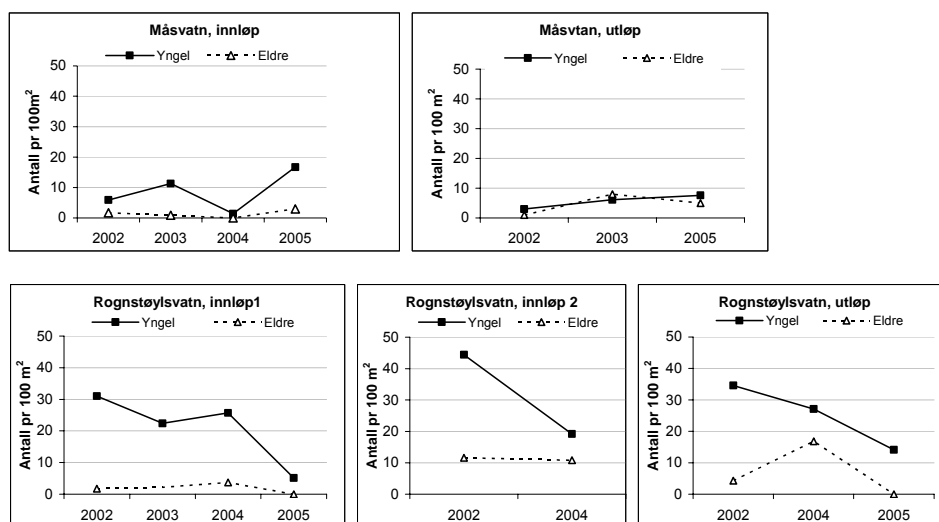 Måsvatn, innløp
Yngel Eldre
Antall pr 100m²
50
40
30
20
10
0
2002 2003 2004 2005
Måsvtan, utløp
Yngel Eldre
Antall pr 100 m²
50
40
30
20
10
0
2002 2003 2005
Rognstøylsvatn, innløp1
Yngel Eldre
Antall pr 100 m²
50
40
30
20
10
0
2002 2003 2004 2005
Rognstøylsvatn, innløp 2
Yngel Eldre
Antall pr 100 m²
50
40
30
20
10
0
2002 2004
Rognstøylsvatn, utløp
Yngel Eldre
Antall pr 100 m²
50
40
30
20
10
0
2002 2004 2005